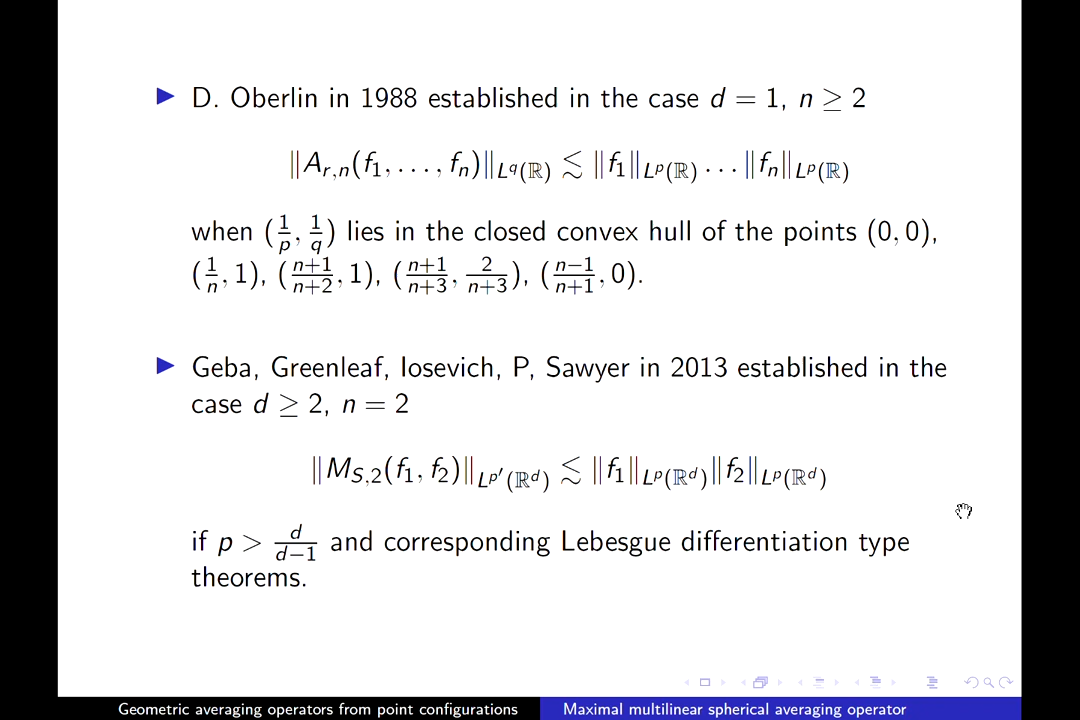 ▶ D. Oberlin in 1988 established in the case d = 1, n ≥ 2
‖A_{r,n}(f_1, . . . , f_n)‖_{L^q(ℝ)} ≲ ‖f_1‖_{L^p(ℝ)} . . . ‖f_n‖_{L^p(ℝ)}
when (1/p, 1/q) lies in the closed convex hull of the points (0, 0),
(1/n, 1), (n+1/n+2, 1), (n+1/n+3, 2/n+3), (n−1/n+1, 0).
▶ Geba, Greenleaf, Iosevich, P, Sawyer in 2013 established in the
case d ≥ 2, n = 2
‖M_{S,2}(f_1, f_2)‖_{L^{p′}(ℝ^d)} ≲ ‖f_1‖_{L^p(ℝ^d)}‖f_2‖_{L^p(ℝ^d)}
if p > d/d−1 and corresponding Lebesgue differentiation type
theorems.
Geometric averaging operators from point configurations
Maximal multilinear spherical averaging operator